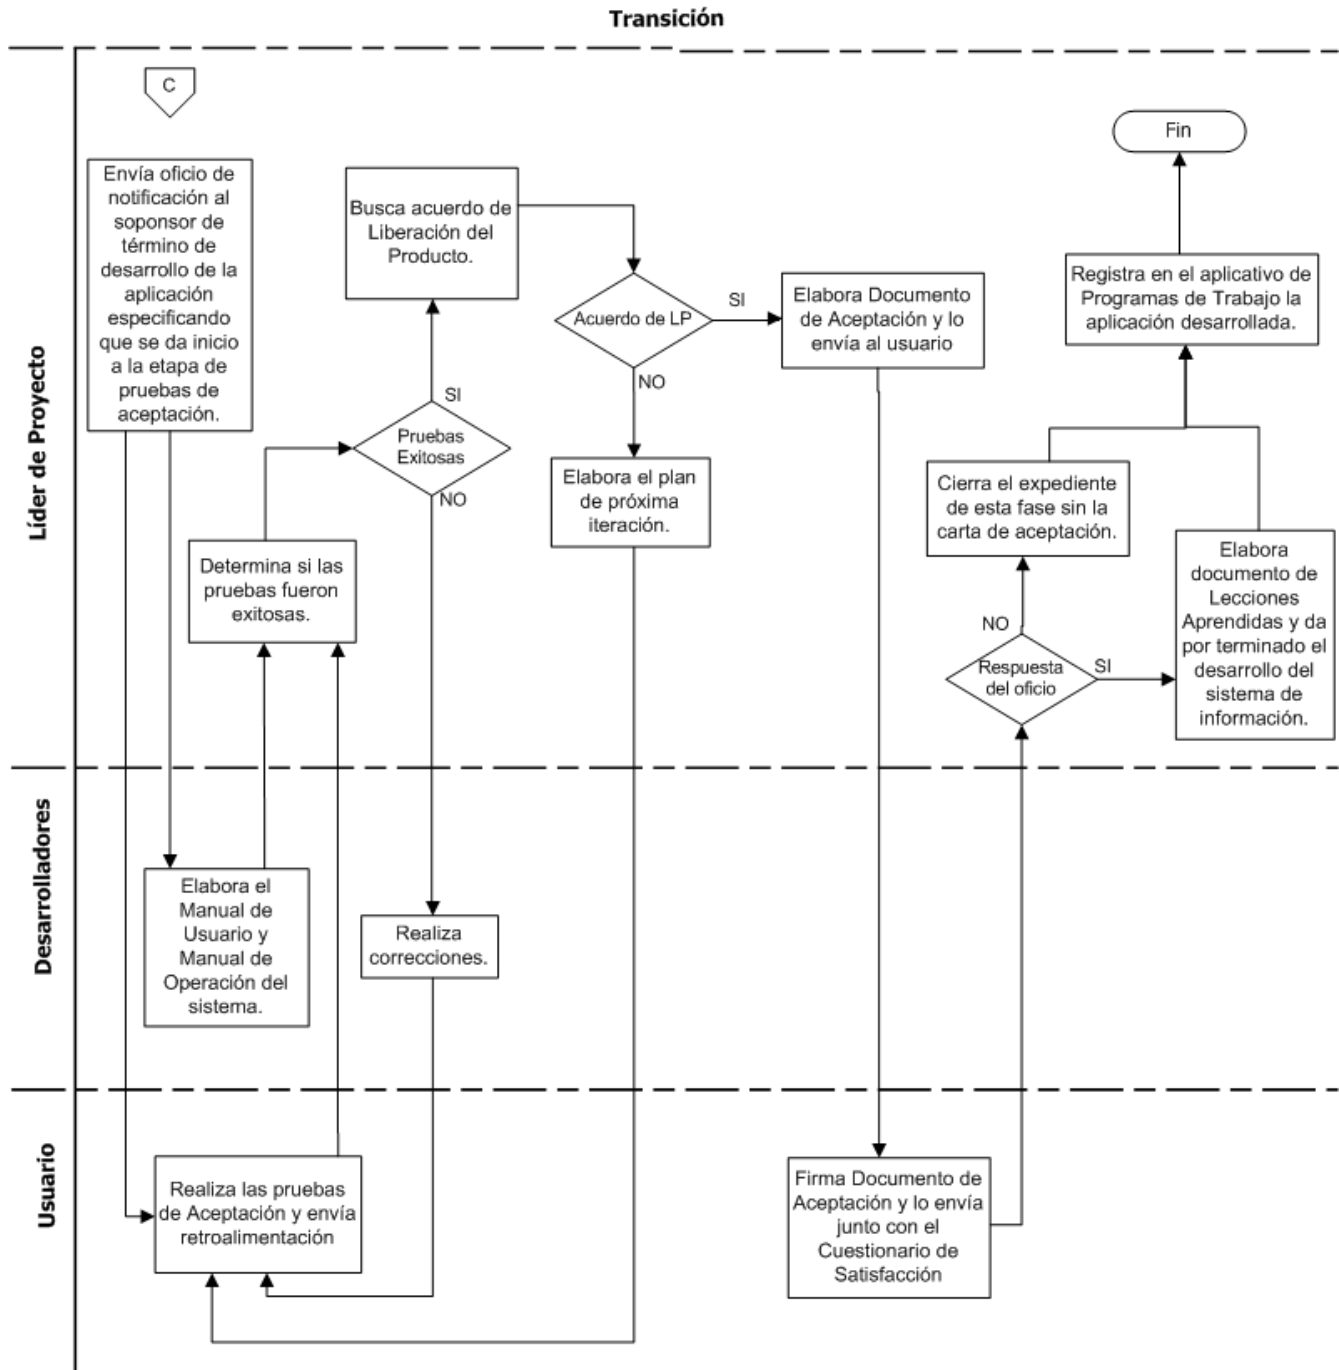 Transición
Líder de Proyecto
C
Envía oficio de
notificación al
soponsor de
término de
desarrollo de la
aplicación
especificando
que se da inicio
a la etapa de
pruebas de
aceptación.
Busca acuerdo de
Liberación del
Producto.
Acuerdo de LP
SI
NO
Elabora Documento
de Aceptación y lo
envía al usuario
Fin
Registra en el aplicativo de
Programas de Trabajo la
aplicación desarrollada.
Pruebas
Exitosas
SI
NO
Determina si las
pruebas fueron
exitosas.
Elabora el plan
de próxima
iteración.
Cierra el expediente
de esta fase sin la
carta de aceptación.
NO
Respuesta
del oficio
SI
Elabora
documento de
Lecciones
Aprendidas y da
por terminado el
desarrollo del
sistema de
información.
Desarrolladores
Elabora el
Manual de
Usuario y
Manual de
Operación del
sistema.
Realiza
correcciones.
Usuario
Realiza las pruebas
de Aceptación y envía
retroalimentación
Firma Documento de
Aceptación y lo envía
junto con el
Cuestionario de
Satisfacción